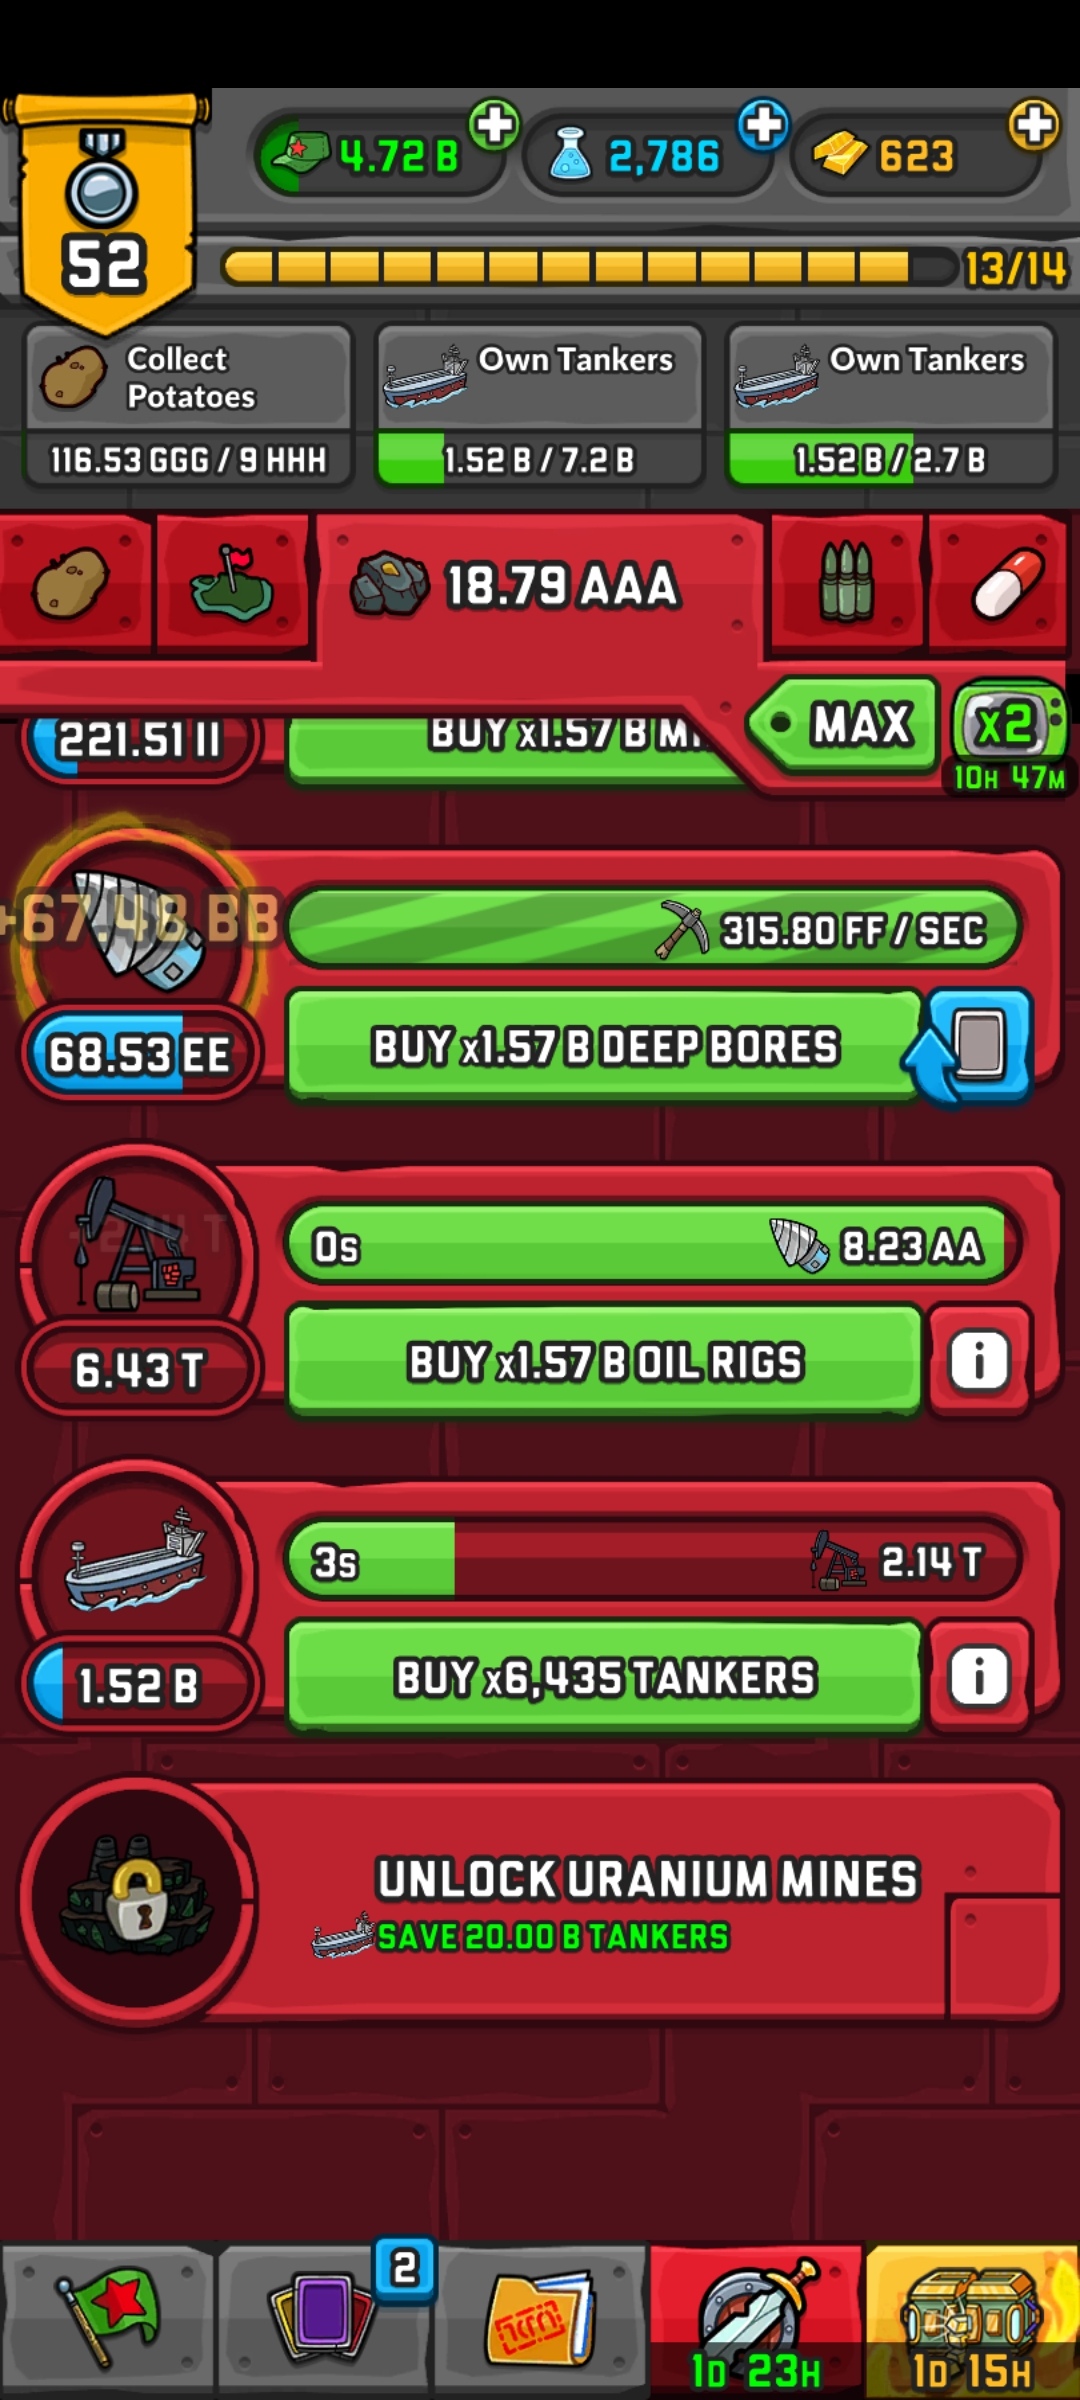 4.72 B
2,786
623
52
13/14
Collect
Potatoes
116.53 GGG / 9 HHH
Own Tankers
1.52 B / 7.2 B
Own Tankers
1.52 B / 2.7 B
18.79 AAA
MAX
X2
10H 47M
221.51 II
BUY x1.57 B
+67.48 BB
315.80 FF / SEC
68.53 EE
BUY x1.57 B DEEP BORES
0s
8.23 AA
6.43 T
BUY x1.57 B OIL RIGS
3s
2.14 T
1.52 B
BUY x6,435 TANKERS
UNLOCK URANIUM MINES
SAVE 20.00 B TANKERS
2
1D 23H
1D 15H